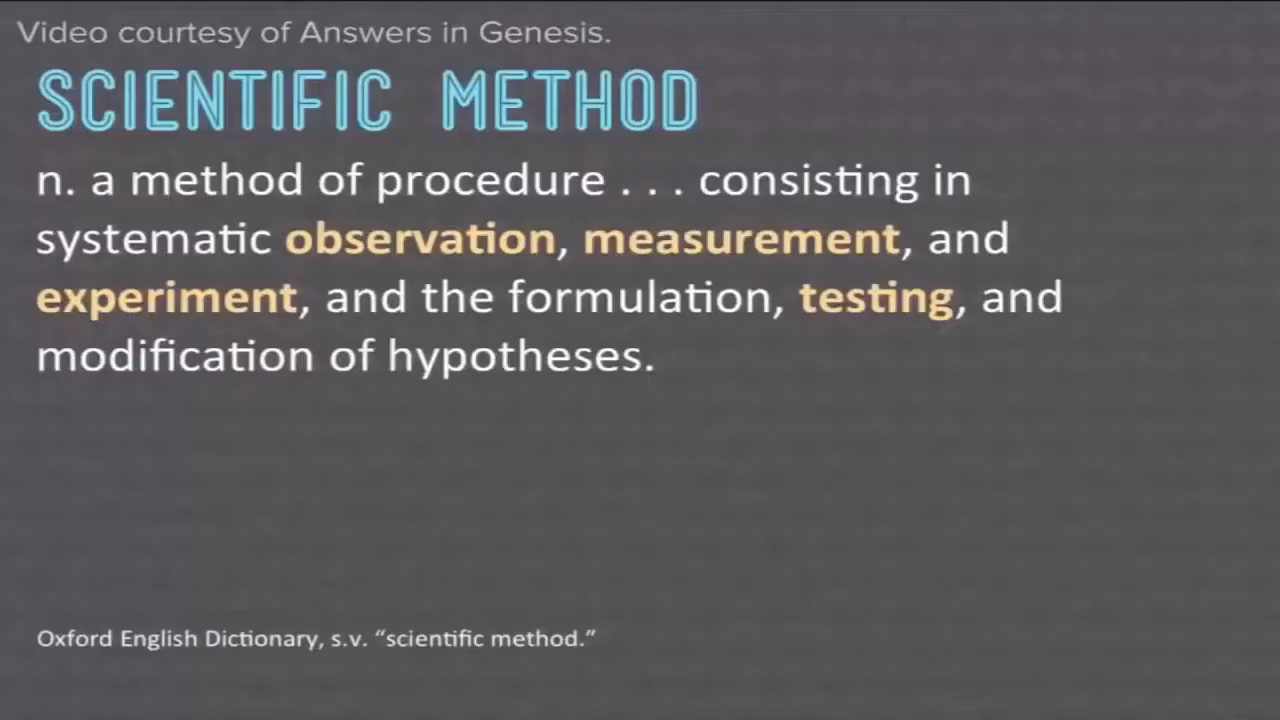 Video courtesy of Answers in Genesis.
SCIENTIFIC METHOD
n. a method of procedure . . . consisting in
systematic observation, measurement, and
experiment, and the formulation, testing, and
modification of hypotheses.
Oxford English Dictionary, s.v. “scientific method.”